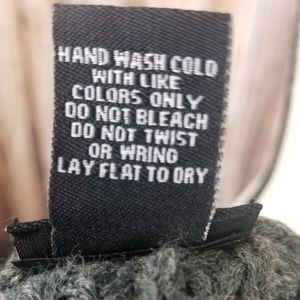 HAND WASH COLD
WITH LIKE
COLORS ONLY
DO NOT BLEACH
DO NOT TWIST
OR WRING
LAY FLAT TO DRY